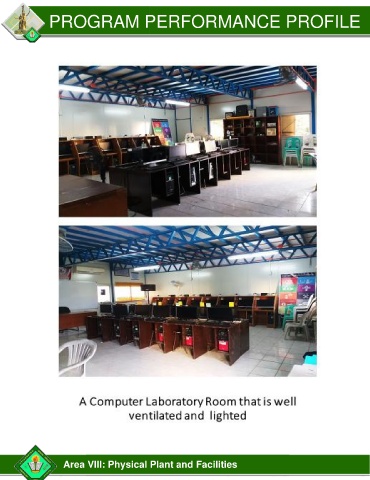 PROGRAM PERFORMANCE PROFILE
A Computer Laboratory Room that is well
ventilated and lighted
Area VIII: Physical Plant and Facilities